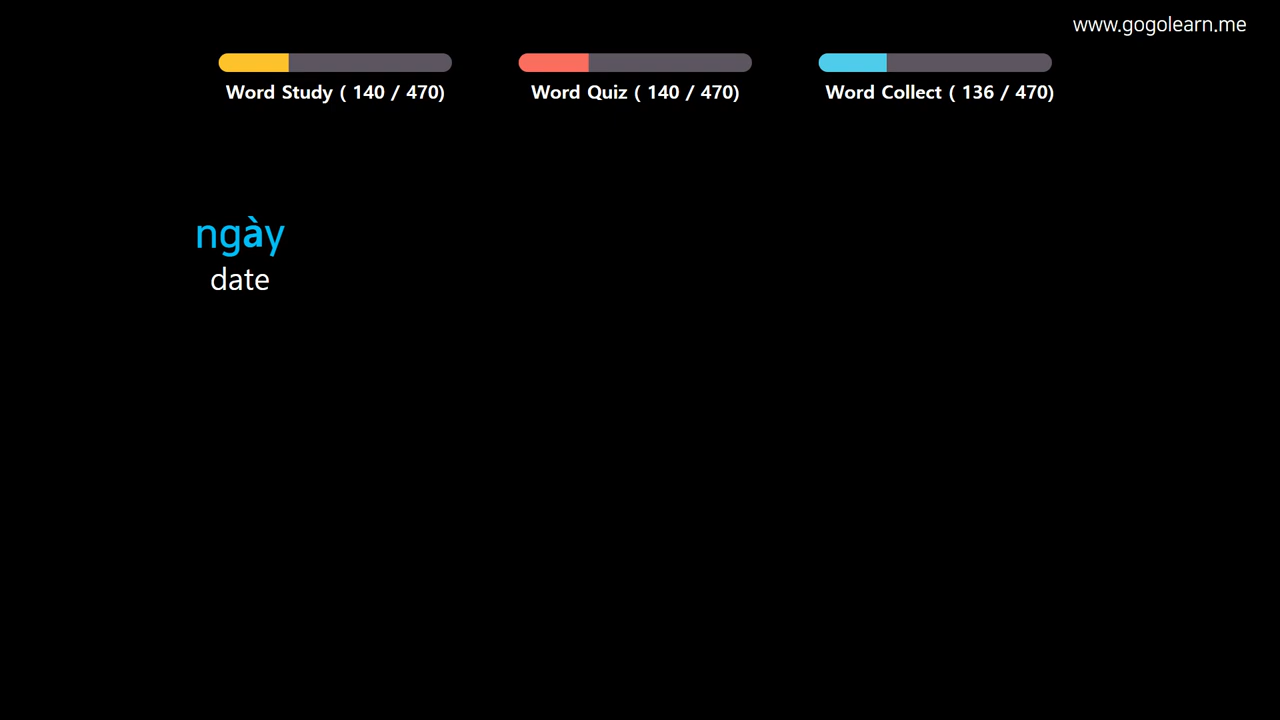 www.gogolearn.me
Word Study ( 140 / 470)
Word Quiz ( 140 / 470)
Word Collect ( 136 / 470)
ngày
date